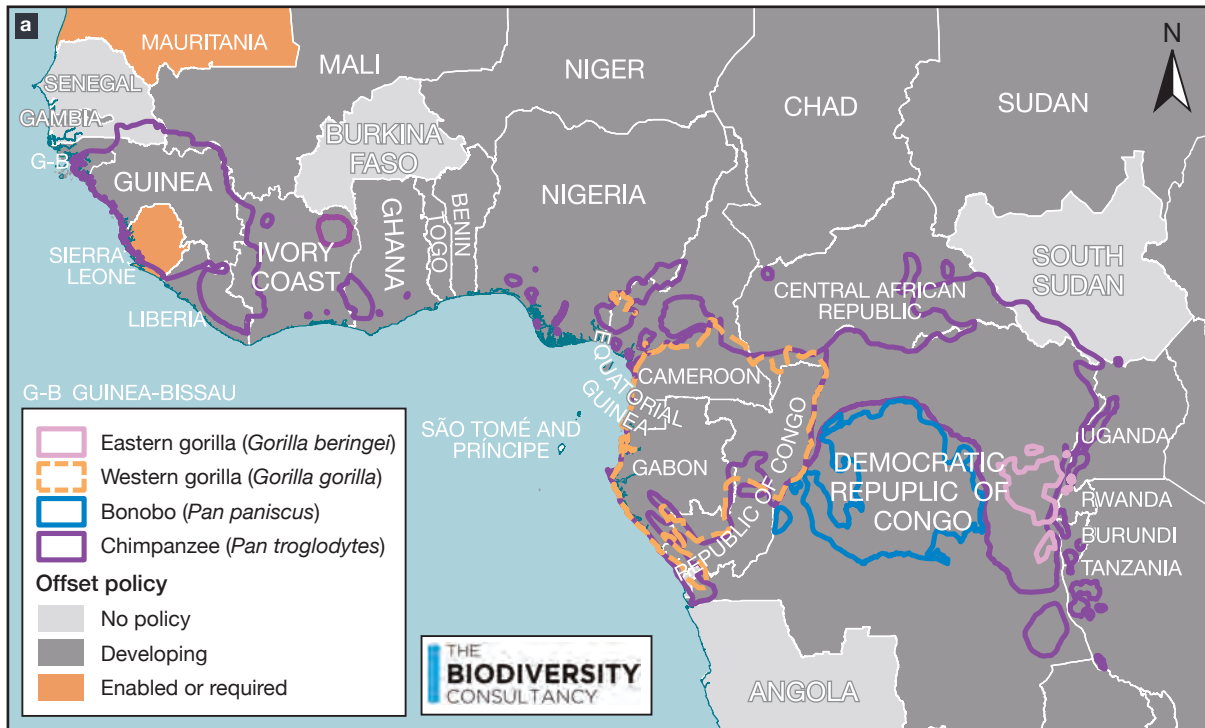 a
N
MAURITANIA
MALI
NIGER
CHAD
SUDAN
SENEGAL
GAMBIA
G-B
BURKINA
FASO
GUINEA
NIGERIA
GHANA
TOGO
BENIN
IVORY
COAST
SIERRA
LEONE
LIBERIA
SOUTH
SUDAN
CENTRAL AFRICAN
REPUBLIC
EQUATORIAL
GUINEA
CAMEROON
SÃO TOMÉ AND
PRÍNCIPE
GABON
REPUBLIC OF CONGO
DEMOCRATIC
REPUPLIC OF
CONGO
UGANDA
RWANDA
BURUNDI
TANZANIA
ANGOLA
G-B GUINEA-BISSAU
Eastern gorilla (Gorilla beringei)
Western gorilla (Gorilla gorilla)
Bonobo (Pan paniscus)
Chimpanzee (Pan troglodytes)
Offset policy
No policy
Developing
Enabled or required
THE
BIODIVERSITY
CONSULTANCY